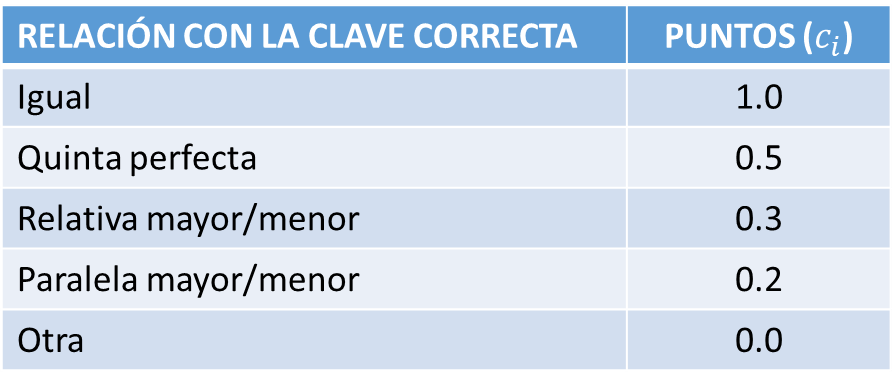 RELACIÓN CON LA CLAVE CORRECTA PUNTOS (𝑐𝑖)
Igual 1.0
Quinta perfecta 0.5
Relativa mayor/menor 0.3
Paralela mayor/menor 0.2
Otra 0.0